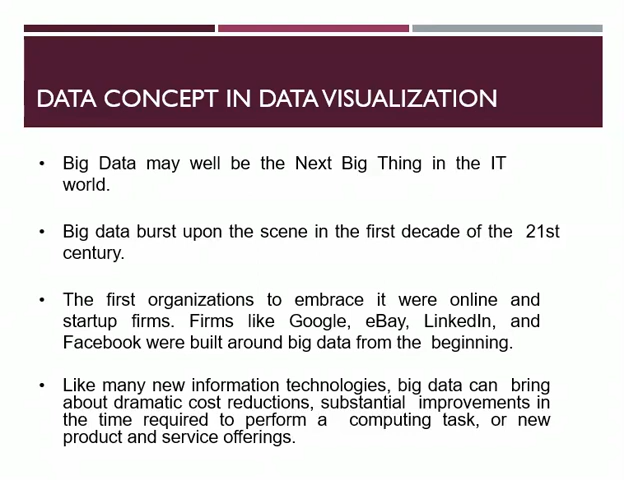 DATA CONCEPT IN DATA VISUALIZATION
• Big Data may well be the Next Big Thing in the IT
world.
• Big data burst upon the scene in the first decade of the 21st
century.
• The first organizations to embrace it were online and
startup firms. Firms like Google, eBay, LinkedIn, and
Facebook were built around big data from the beginning.
• Like many new information technologies, big data can bring
about dramatic cost reductions, substantial improvements in
the time required to perform a computing task, or new
product and service offerings.